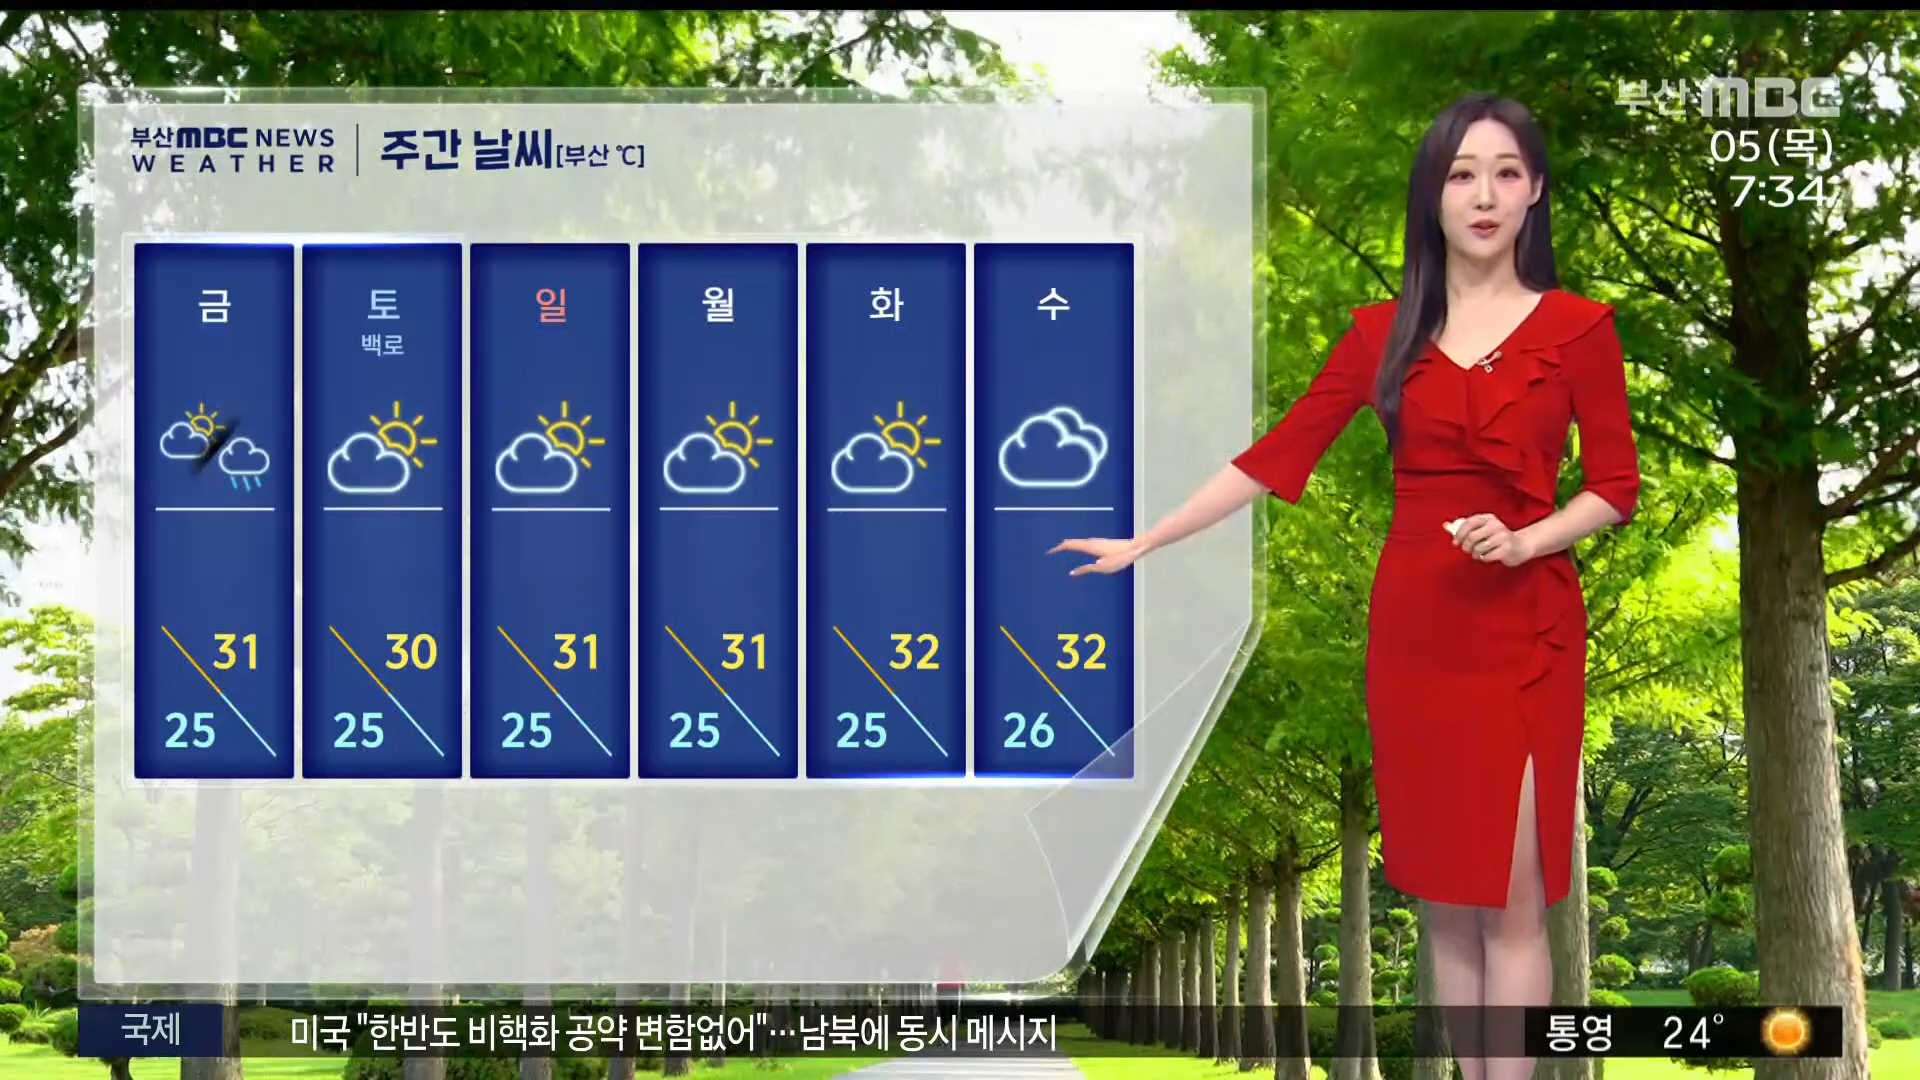 부산MBC NEWS
WEATHER
주간 날씨[부산 ℃]
부산MBC
05(목)
7:34
금 토 일 월 화 수
백로
31 30 31 31 32 32
25 25 25 25 25 26
국제 미국 "한반도 비핵화 공약 변함없어"…남북에 동시 메시지
통영 24°